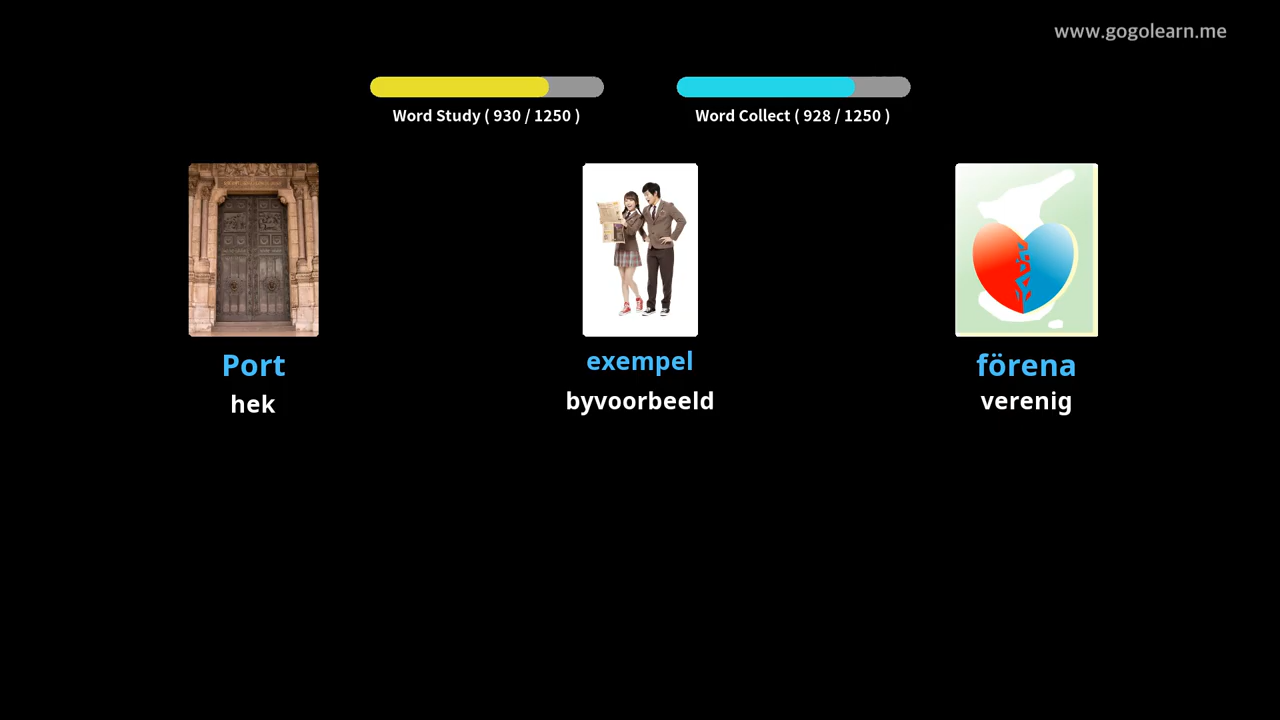 www.gogolearn.me
Word Study ( 930 / 1250 )
Word Collect ( 928 / 1250 )
Port
exempel
förena
hek
byvoorbeeld
verenig